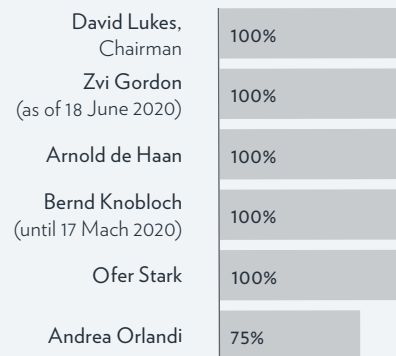 David Lukes,
Chairman
100%
Zvi Gordon
(as of 18 June 2020)
100%
Arnold de Haan
100%
Bernd Knobloch
(until 17 Mach 2020)
100%
Ofer Stark
100%
Andrea Orlandi
75%